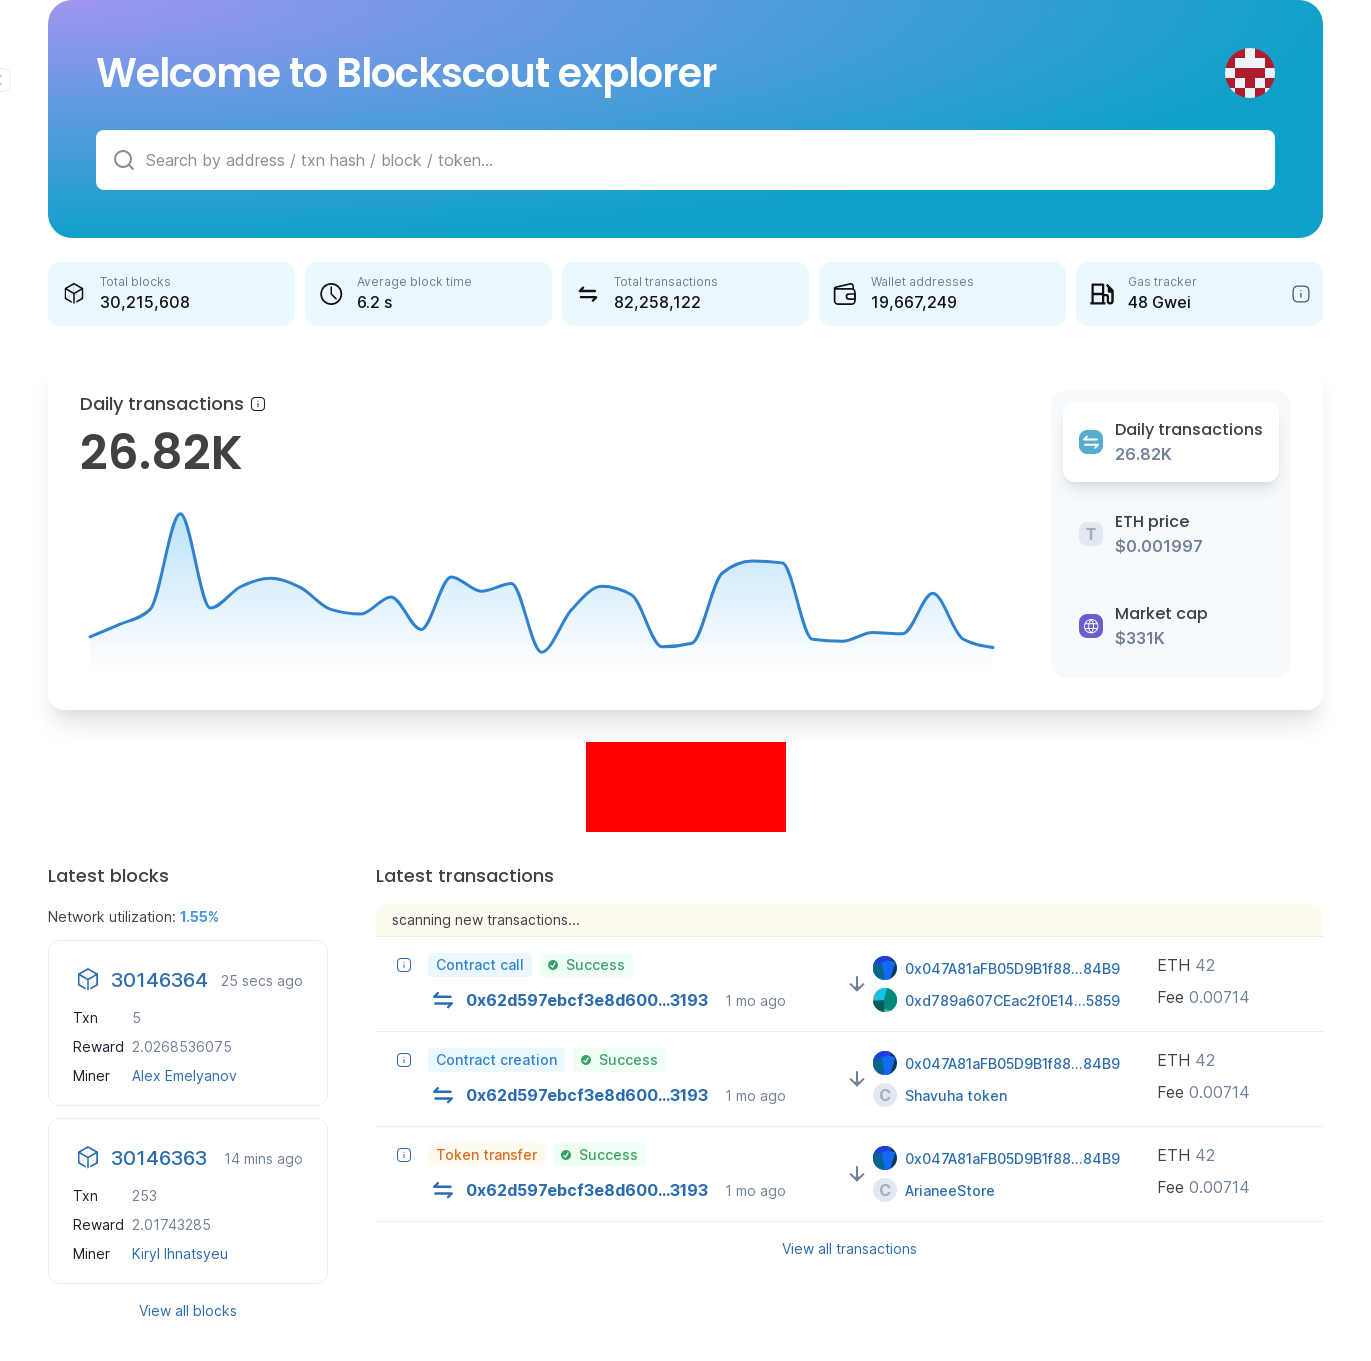 Welcome to Blockscout explorer
Search by address / txn hash / block / token...
Total blocks
30,215,608
Average block time
6.2 s
Total transactions
82,258,122
Wallet addresses
19,667,249
Gas tracker
48 Gwei
Daily transactions
26.82K
Daily transactions
26.82K
T
ETH price
$0.001997
Market cap
$331K
Latest blocks
Network utilization: 1.55%
30146364 25 secs ago
Txn 5
Reward 2.0268536075
Miner Alex Emelyanov
30146363 14 mins ago
Txn 253
Reward 2.01743285
Miner Kiryl Ihnatsyeu
View all blocks
Latest transactions
scanning new transactions...
Contract call Success
0x62d597ebcf3e8d600...3193 1 mo ago
0x047A81aFB05D9B1f88...84B9
0xd789a607CEac2f0E14...5859
ETH 42
Fee 0.00714
Contract creation Success
0x62d597ebcf3e8d600...3193 1 mo ago
0x047A81aFB05D9B1f88...84B9
C Shavuha token
ETH 42
Fee 0.00714
Token transfer Success
0x62d597ebcf3e8d600...3193 1 mo ago
0x047A81aFB05D9B1f88...84B9
C ArianeeStore
ETH 42
Fee 0.00714
View all transactions